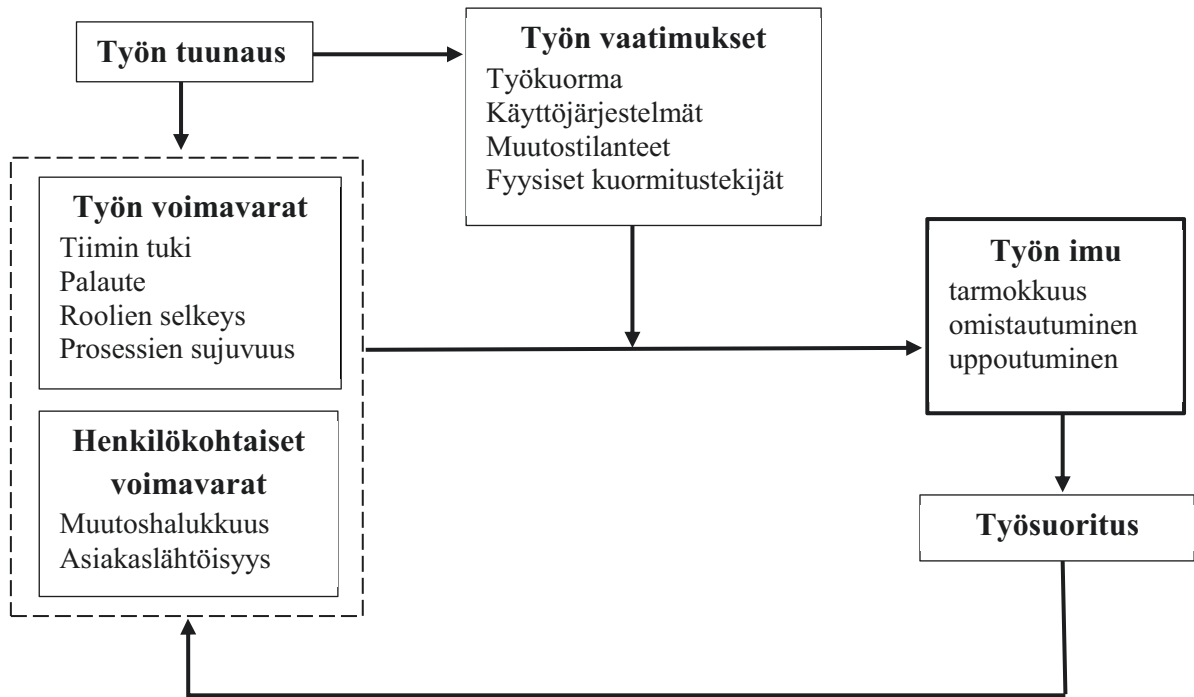 Työn tuunaus
Työn vaatimukset
Työkuorma
Käyttöjärjestelmät
Muutostilanteet
Fyysiset kuormitustekijät
Työn voimavarat
Tiimin tuki
Palaute
Roolien selkeys
Prosessien sujuvuus
Henkilökohtaiset
voimavarat
Muutoshalukkuus
Asiakaslähtöisyys
Työn imu
tarmokkuus
omistautuminen
uppoutuminen
Työsuoritus